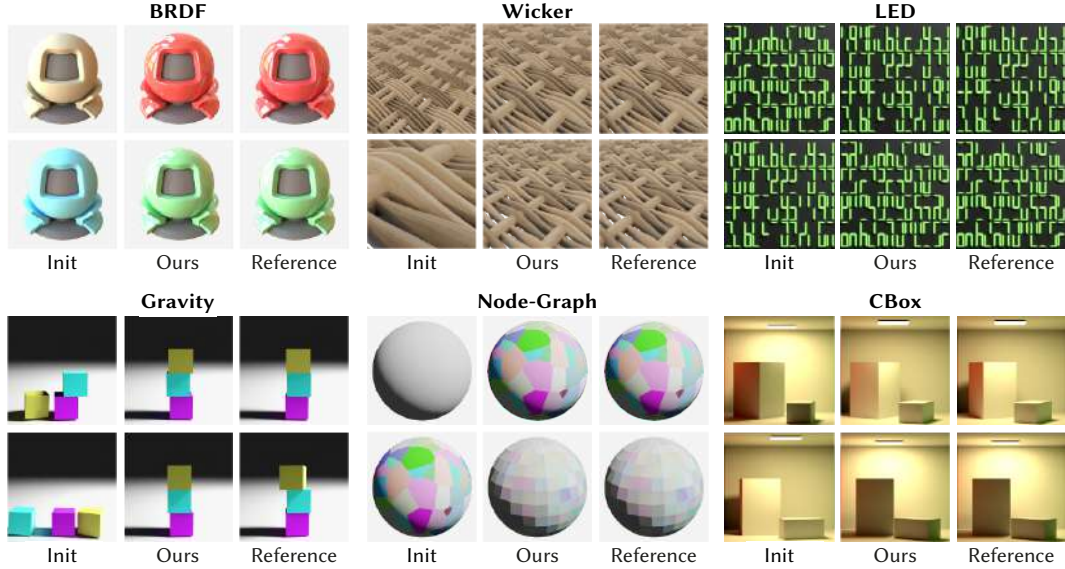 BRDF Wicker LED
Init Ours Reference Init Ours Reference Init Ours Reference
Gravity Node-Graph CBox
Init Ours Reference Init Ours Reference Init Ours Reference